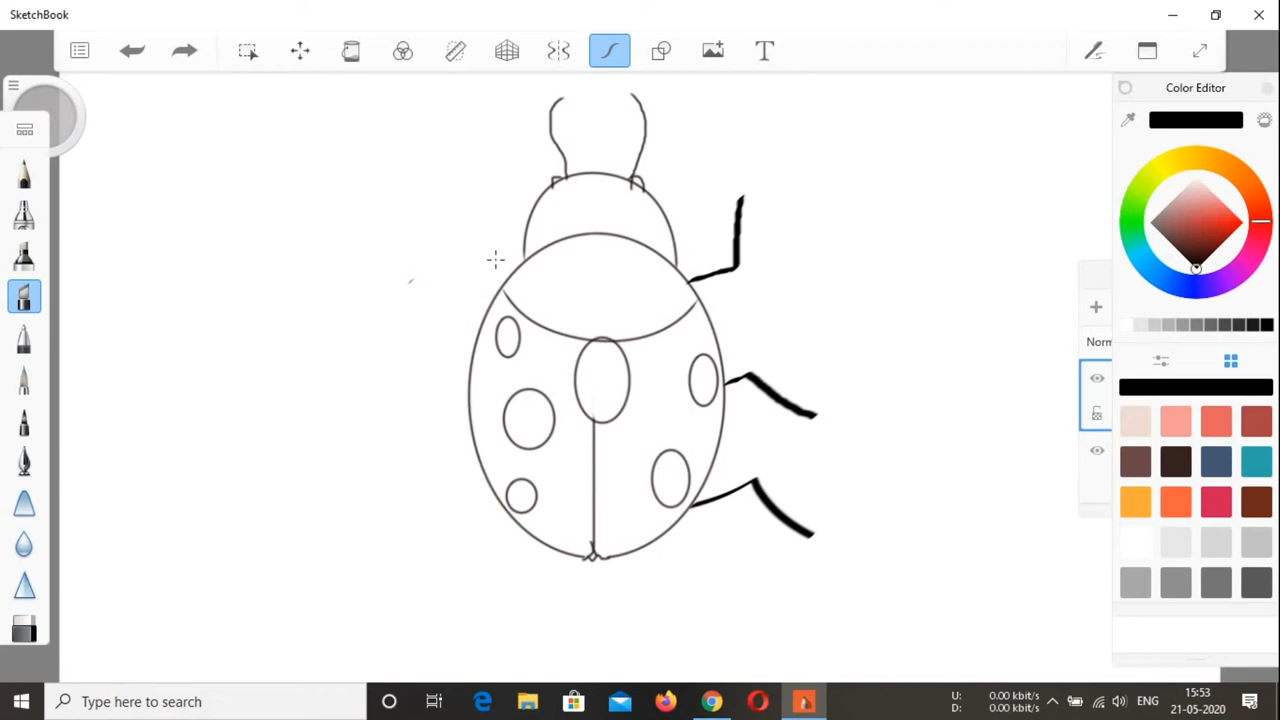 SketchBook
T
Color Editor
Norm
Type here to search
U: 0.00 kbit/s
D: 0.00 kbit/s
ENG
15:53
21-05-2020